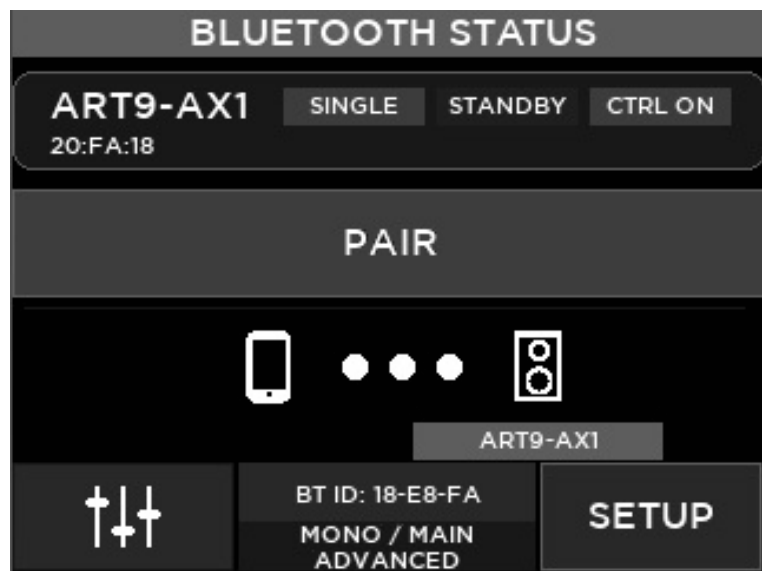 BLUETOOTH STATUS
ART9-AX1 SINGLE STANDBY CTRL ON
20:FA:18
PAIR
ART9-AX1
BT ID: 18-E8-FA
MONO / MAIN
ADVANCED
SETUP